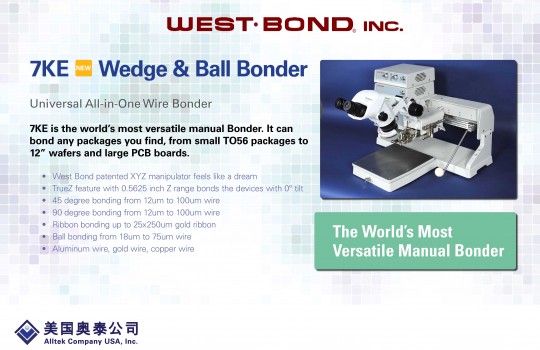 WEST·BOND® INC.
7KE NEW Wedge & Ball Bonder
Universal All-in-One Wire Bonder
7KE is the world's most versatile manual Bonder. It can
bond any packages you find, from small TO56 packages to
12” wafers and large PCB boards.
• West Bond patented XYZ manipulator feels like a dream
• TrueZ feature with 0.5625 inch Z range bonds the devices with 0° tilt
• 45 degree bonding from 12um to 100um wire
• 90 degree bonding from 12um to 100um wire
• Ribbon bonding up to 25x250um gold ribbon
• Ball bonding from 18um to 75um wire
• Aluminum wire, gold wire, copper wire
The World's Most
Versatile Manual Bonder
美国奥泰公司
Alltek Company USA, Inc.